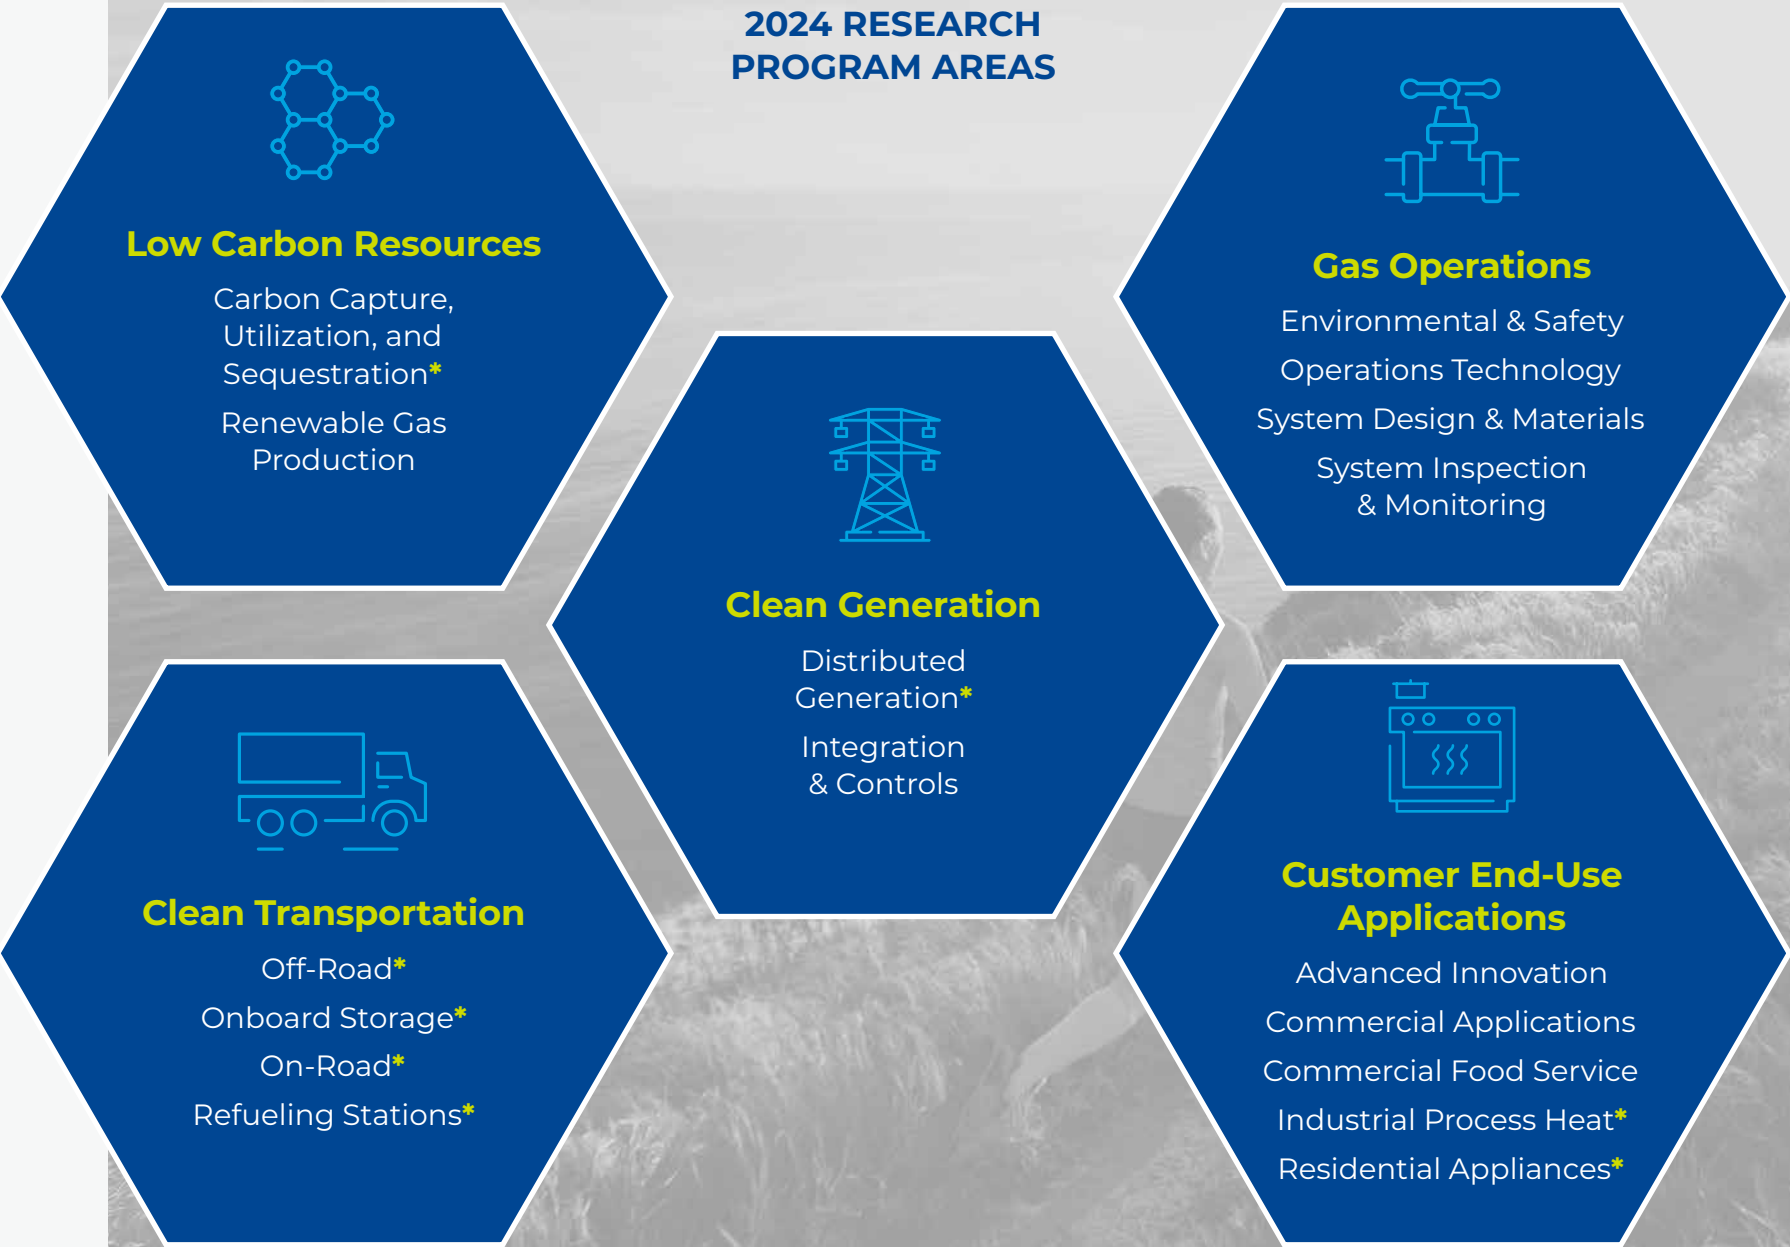 2024 RESEARCH
PROGRAM AREAS
Low Carbon Resources
Carbon Capture,
Utilization, and
Sequestration*
Renewable Gas
Production
Gas Operations
Environmental & Safety
Operations Technology
System Design & Materials
System Inspection
& Monitoring
Clean Generation
Distributed
Generation*
Integration
& Controls
Clean Transportation
Off-Road*
Onboard Storage*
On-Road*
Refueling Stations*
Customer End-Use
Applications
Advanced Innovation
Commercial Applications
Commercial Food Service
Industrial Process Heat*
Residential Appliances*